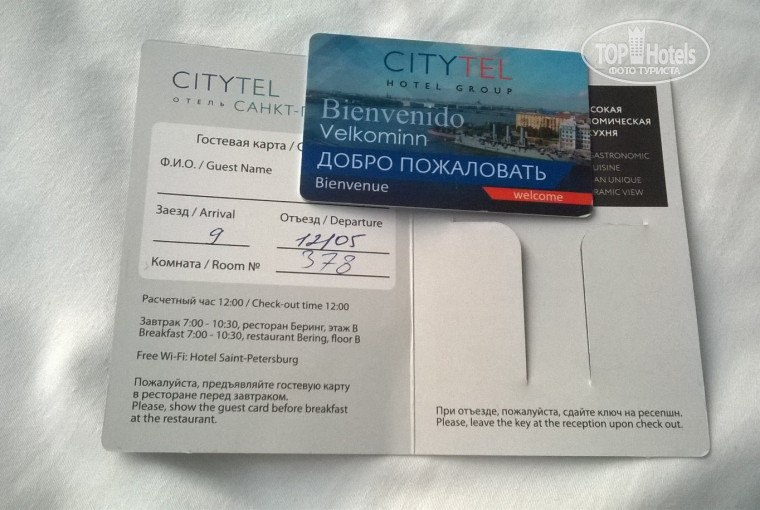 CITYTEL
ОТЕЛЬ САНКТ-
Гостевая карта /
Ф.И.О. / Guest Name
Заезд / Arrival
9
Отъезд / Departure
12/05
Комната / Room №
378
Расчетный час 12:00 / Check-out time 12:00
Завтрак 7:00 - 10:30, ресторан Беринг, этаж В
Breakfast 7:00 - 10:30, restaurant Bering, floor B
Free Wi-Fi: Hotel Saint-Petersburg
Пожалуйста, предъявляйте гостевую карту
в ресторане перед завтраком.
Please, show the guest card before breakfast
at the restaurant.
CITYTEL
HOTEL GROUP
Bienvenido
Velkominn
ДОБРО ПОЖАЛОВАТЬ
Bienvenue
welcome
TOP Hotels
ФОТО ТУРИСТА
СОКАЯ
ОМИЧЕСКАЯ
УХНЯ
ASTRONOMIC
UISINE
AN UNIQUE
RAMIC VIEW
При отъезде, пожалуйста, сдайте ключ на ресепшн.
Please, leave the key at the reception upon check out.